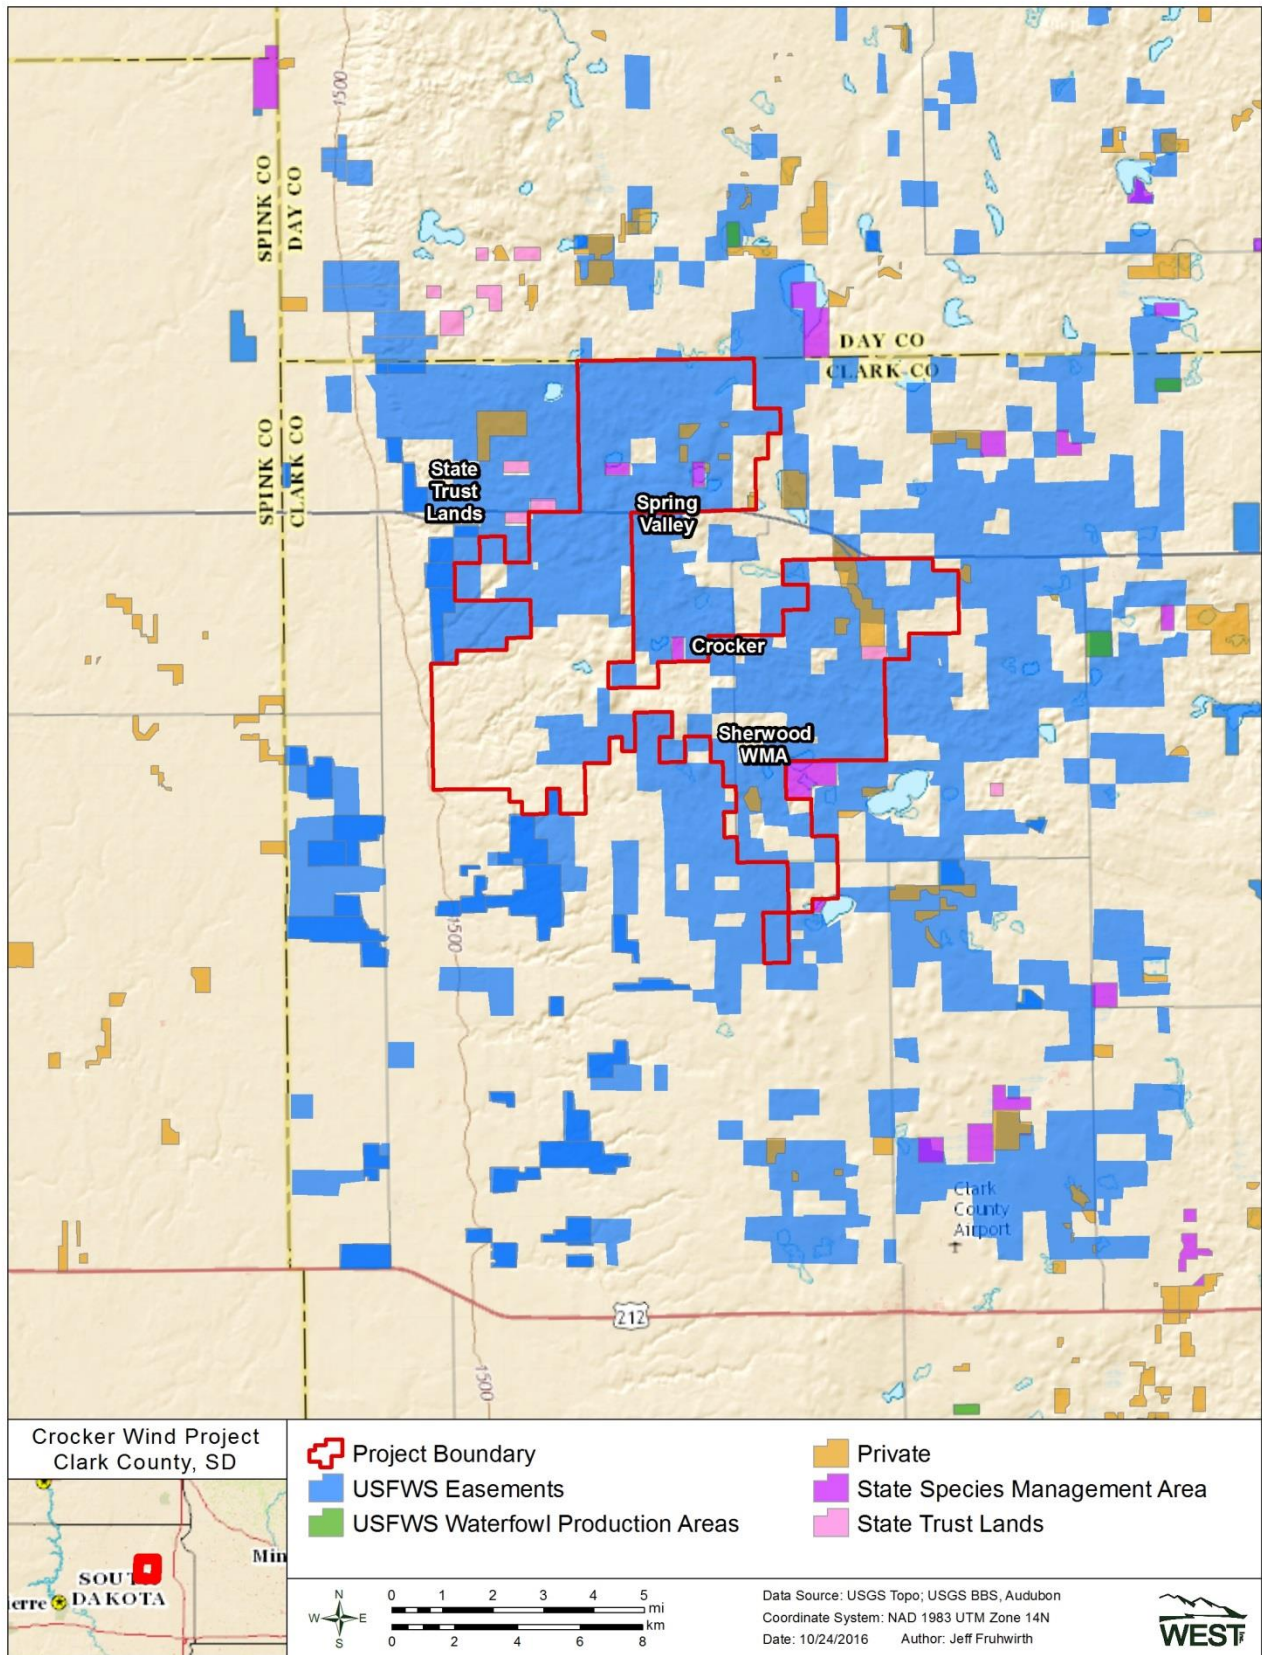 1500
SPINK CO
DAY CO
DAY CO
CLARK CO
SPINK CO
CLARK CO
State
Trust
Lands
Spring
Valley
Crocker
Sherwood
WMA
1500
Clark
County
Airport
212
1500
Crocker Wind Project
Clark County, SD
Project Boundary
USFWS Easements
USFWS Waterfowl Production Areas
Private
State Species Management Area
State Trust Lands
Min
SOUT
DAKOTA
ierre
N
W E
S
0 1 2 3 4 5
mi
km
0 2 4 6 8
Data Source: USGS Topo; USGS BBS, Audubon
Coordinate System: NAD 1983 UTM Zone 14N
Date: 10/24/2016 Author: Jeff Fruhwirth
WEST